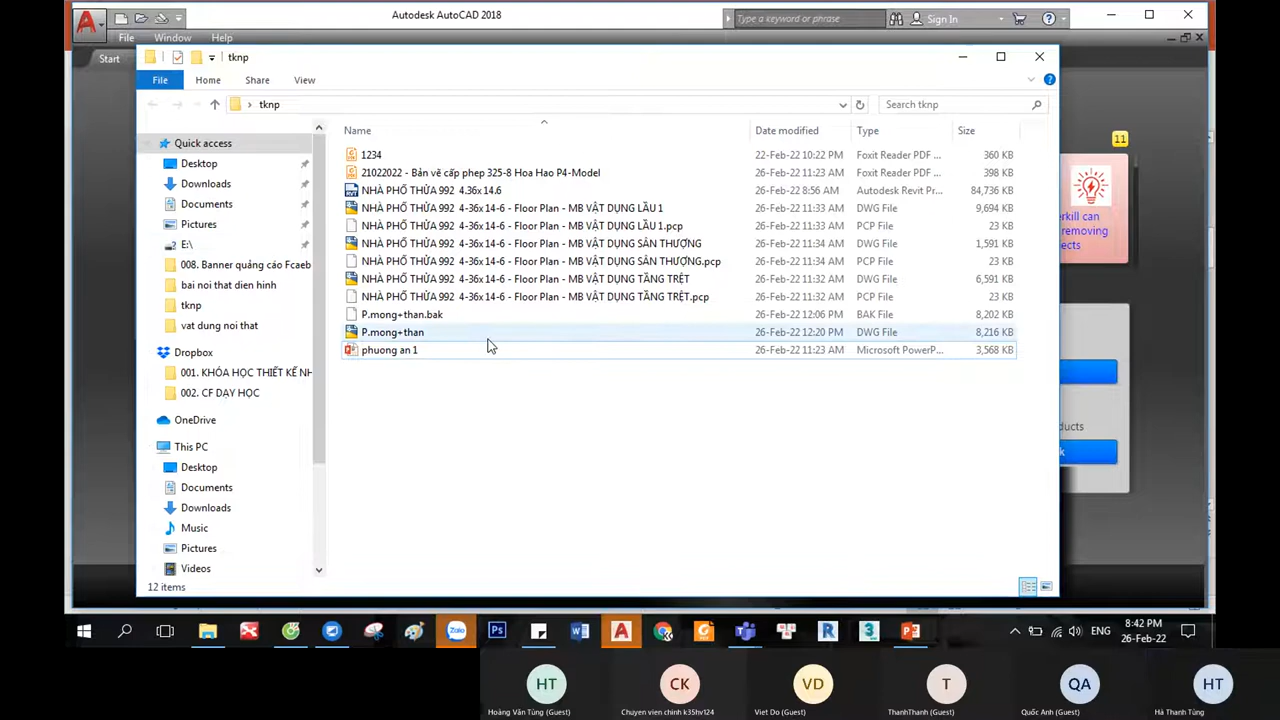 Autodesk AutoCAD 2018
Type a keyword or phrase
Sign In
File Window Help
Start
tknp
File Home Share View
tknp
Search tknp
Name Date modified Type Size
Quick access
Desktop
Downloads
Documents
Pictures
E:\
008. Banner quảng cáo Fcaeb
bai noi that dien hinh
tknp
vat dung noi that
Dropbox
001. KHÓA HỌC THIẾT KẾ NH
002. CF DẠY HỌC
OneDrive
This PC
Desktop
Documents
Downloads
Music
Pictures
Videos
1234 22-Feb-22 10:22 PM Foxit Reader PDF ... 360 KB
21022022 - Bản vẽ cấp phep 325-8 Hoa Hao P4-Model 26-Feb-22 11:23 AM Foxit Reader PDF ... 398 KB
NHÀ PHỐ THỬA 992 4.36x14.6 26-Feb-22 8:56 AM Autodesk Revit Pr... 84,736 KB
NHÀ PHỐ THỬA 992 4-36x14-6 - Floor Plan - MB VẬT DỤNG LẦU 1 26-Feb-22 11:33 AM DWG File 9,694 KB
NHÀ PHỐ THỬA 992 4-36x14-6 - Floor Plan - MB VẬT DỤNG LẦU 1.pcp 26-Feb-22 11:33 AM PCP File 23 KB
NHÀ PHỐ THỬA 992 4-36x14-6 - Floor Plan - MB VẬT DỤNG SÂN THƯỢNG 26-Feb-22 11:34 AM DWG File 1,591 KB
NHÀ PHỐ THỬA 992 4-36x14-6 - Floor Plan - MB VẬT DỤNG SÂN THƯỢNG.pcp 26-Feb-22 11:34 AM PCP File 23 KB
NHÀ PHỐ THỬA 992 4-36x14-6 - Floor Plan - MB VẬT DỤNG TẦNG TRỆT 26-Feb-22 11:32 AM DWG File 6,591 KB
NHÀ PHỐ THỬA 992 4-36x14-6 - Floor Plan - MB VẬT DỤNG TẦNG TRỆT.pcp 26-Feb-22 11:32 AM PCP File 23 KB
P.mong+than.bak 26-Feb-22 12:06 PM BAK File 8,202 KB
P.mong+than 26-Feb-22 12:20 PM DWG File 8,216 KB
phuong an 1 26-Feb-22 11:23 AM Microsoft PowerP... 3,568 KB
12 items
11
erkill can
removing
ects
ducts
k
Zalo
Ps
ENG
8:42 PM
26-Feb-22
HT CK VD T QA HT
Hoàng Văn Tùng (Guest)
Chuyen vien chinh k35hv124
Viet Do (Guest)
ThanhThanh (Guest)
Quốc Anh (Guest)
Hà Thanh Tùng